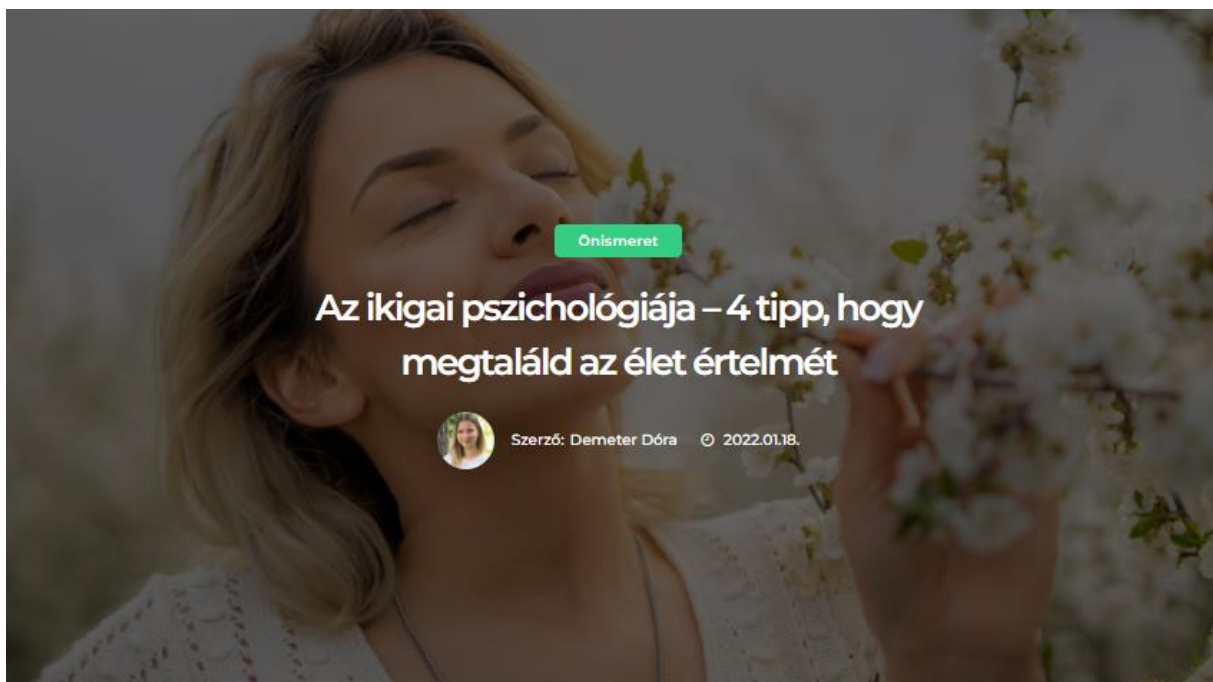 Önismeret
Az ikigai pszichológiája – 4 tipp, hogy
megtaláld az élet értelmét
Szerző: Demeter Dóra 2022.01.18.